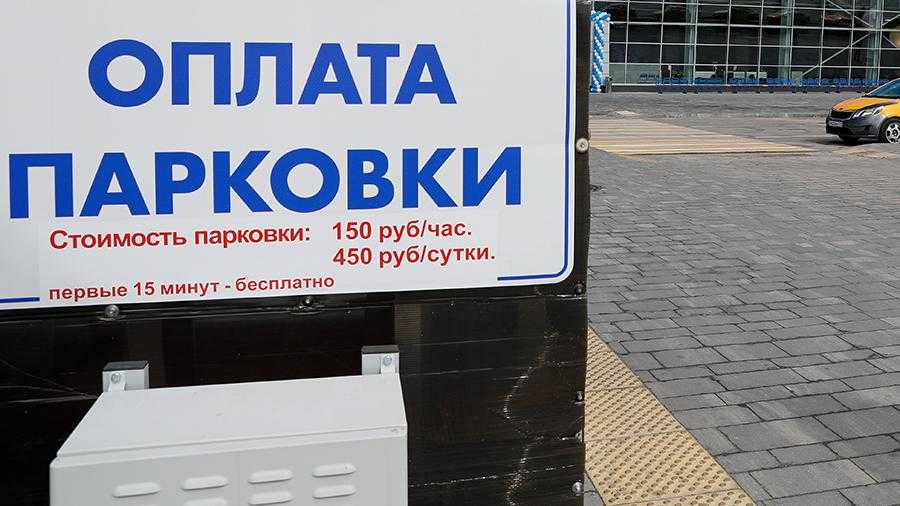 ОПЛАТА
ПАРКОВКИ
Стоимость парковки: 150 руб/час.
450 руб/сутки.
первые 15 минут - бесплатно